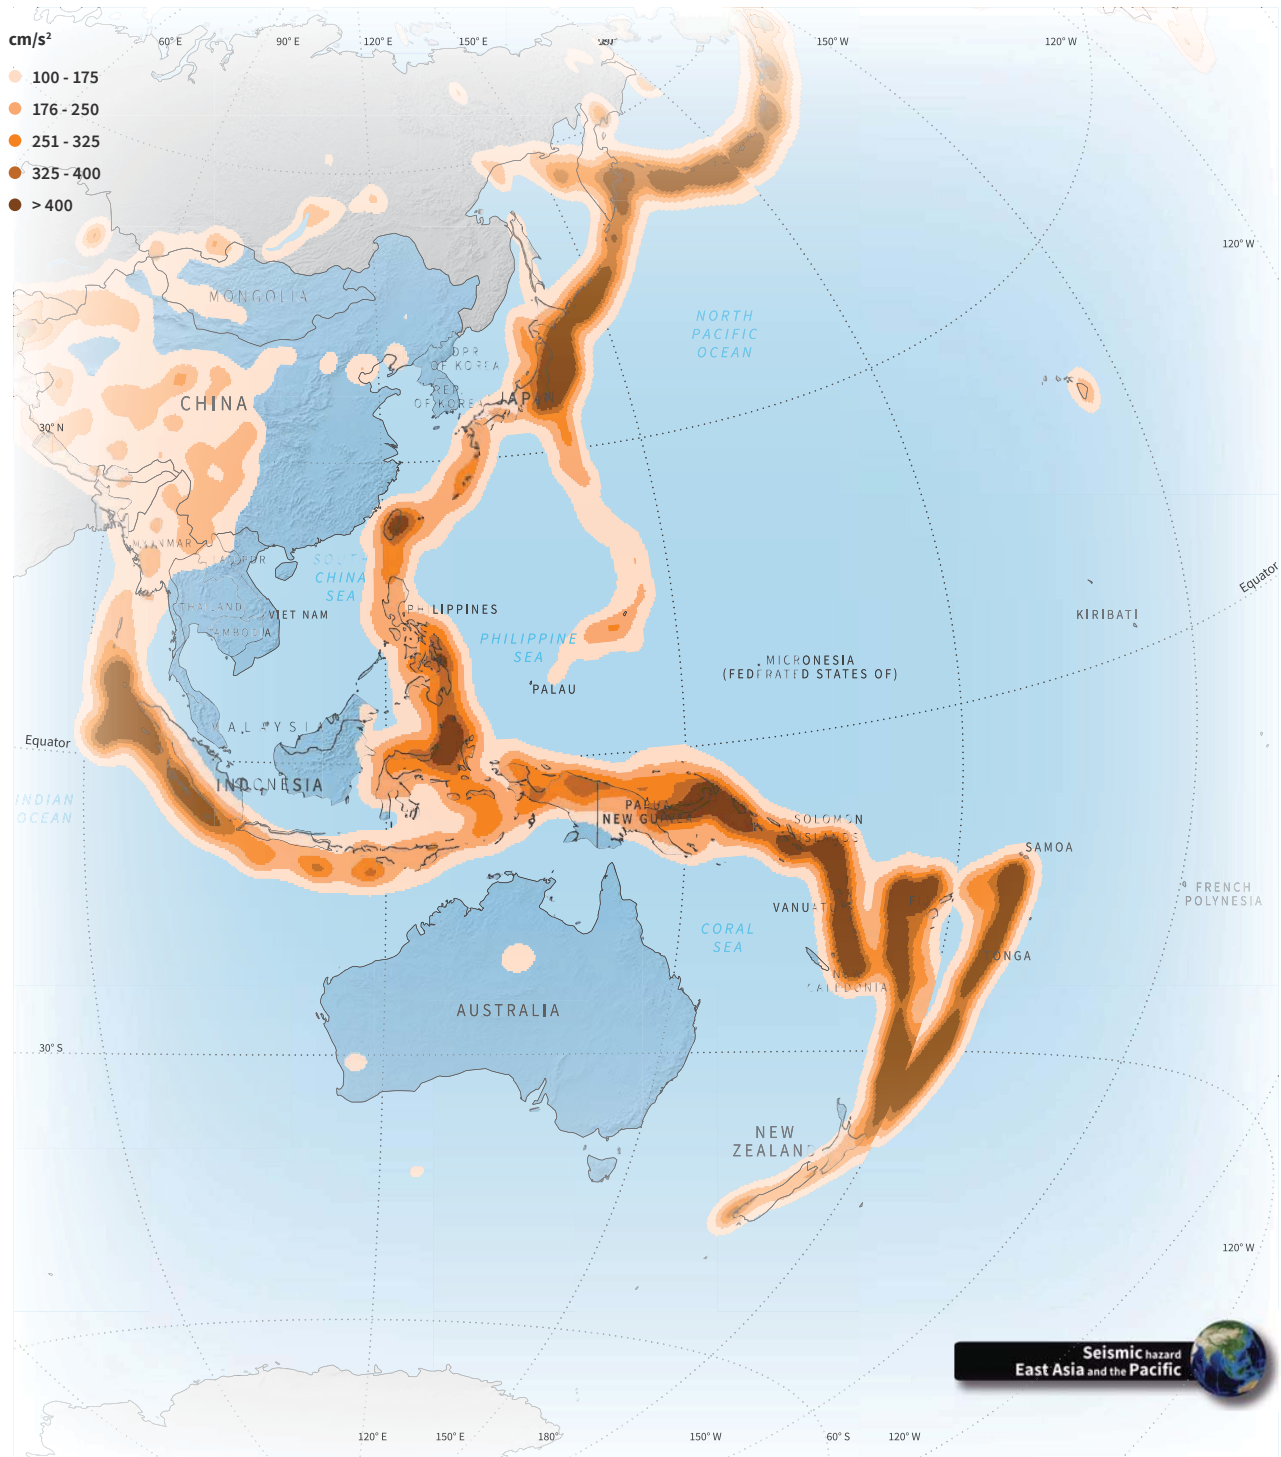 cm/s²
100 - 175
176 - 250
251 - 325
325 - 400
> 400
60° E
90° E
120° E
150° E
150° W
120° W
120° W
MONGOLIA
NORTH
PACIFIC
OCEAN
OF KOREA
REP.
OF KOREA
JAPAN
CHINA
30° N
MYANMAR
SOUTH
CHINA
SEA
THAILAND
VIET NAM
CAMBODIA
PHILIPPINES
PHILIPPINE
SEA
PALAU
MICRONESIA
(FEDERATED STATES OF)
KIRIBATI
Equator
Equator
MALAYSIA
INDONESIA
INDIAN
OCEAN
PAPUA
NEW GUINEA
SOLOMON
ISLANDS
SAMOA
FRENCH
POLYNESIA
VANUATU
CORAL
SEA
TONGA
CALEDONIA
AUSTRALIA
30° S
NEW
ZEALAND
120° W
Seismic hazard
East Asia and the Pacific
120° E
150° E
180°
150° W
60° S
120° W